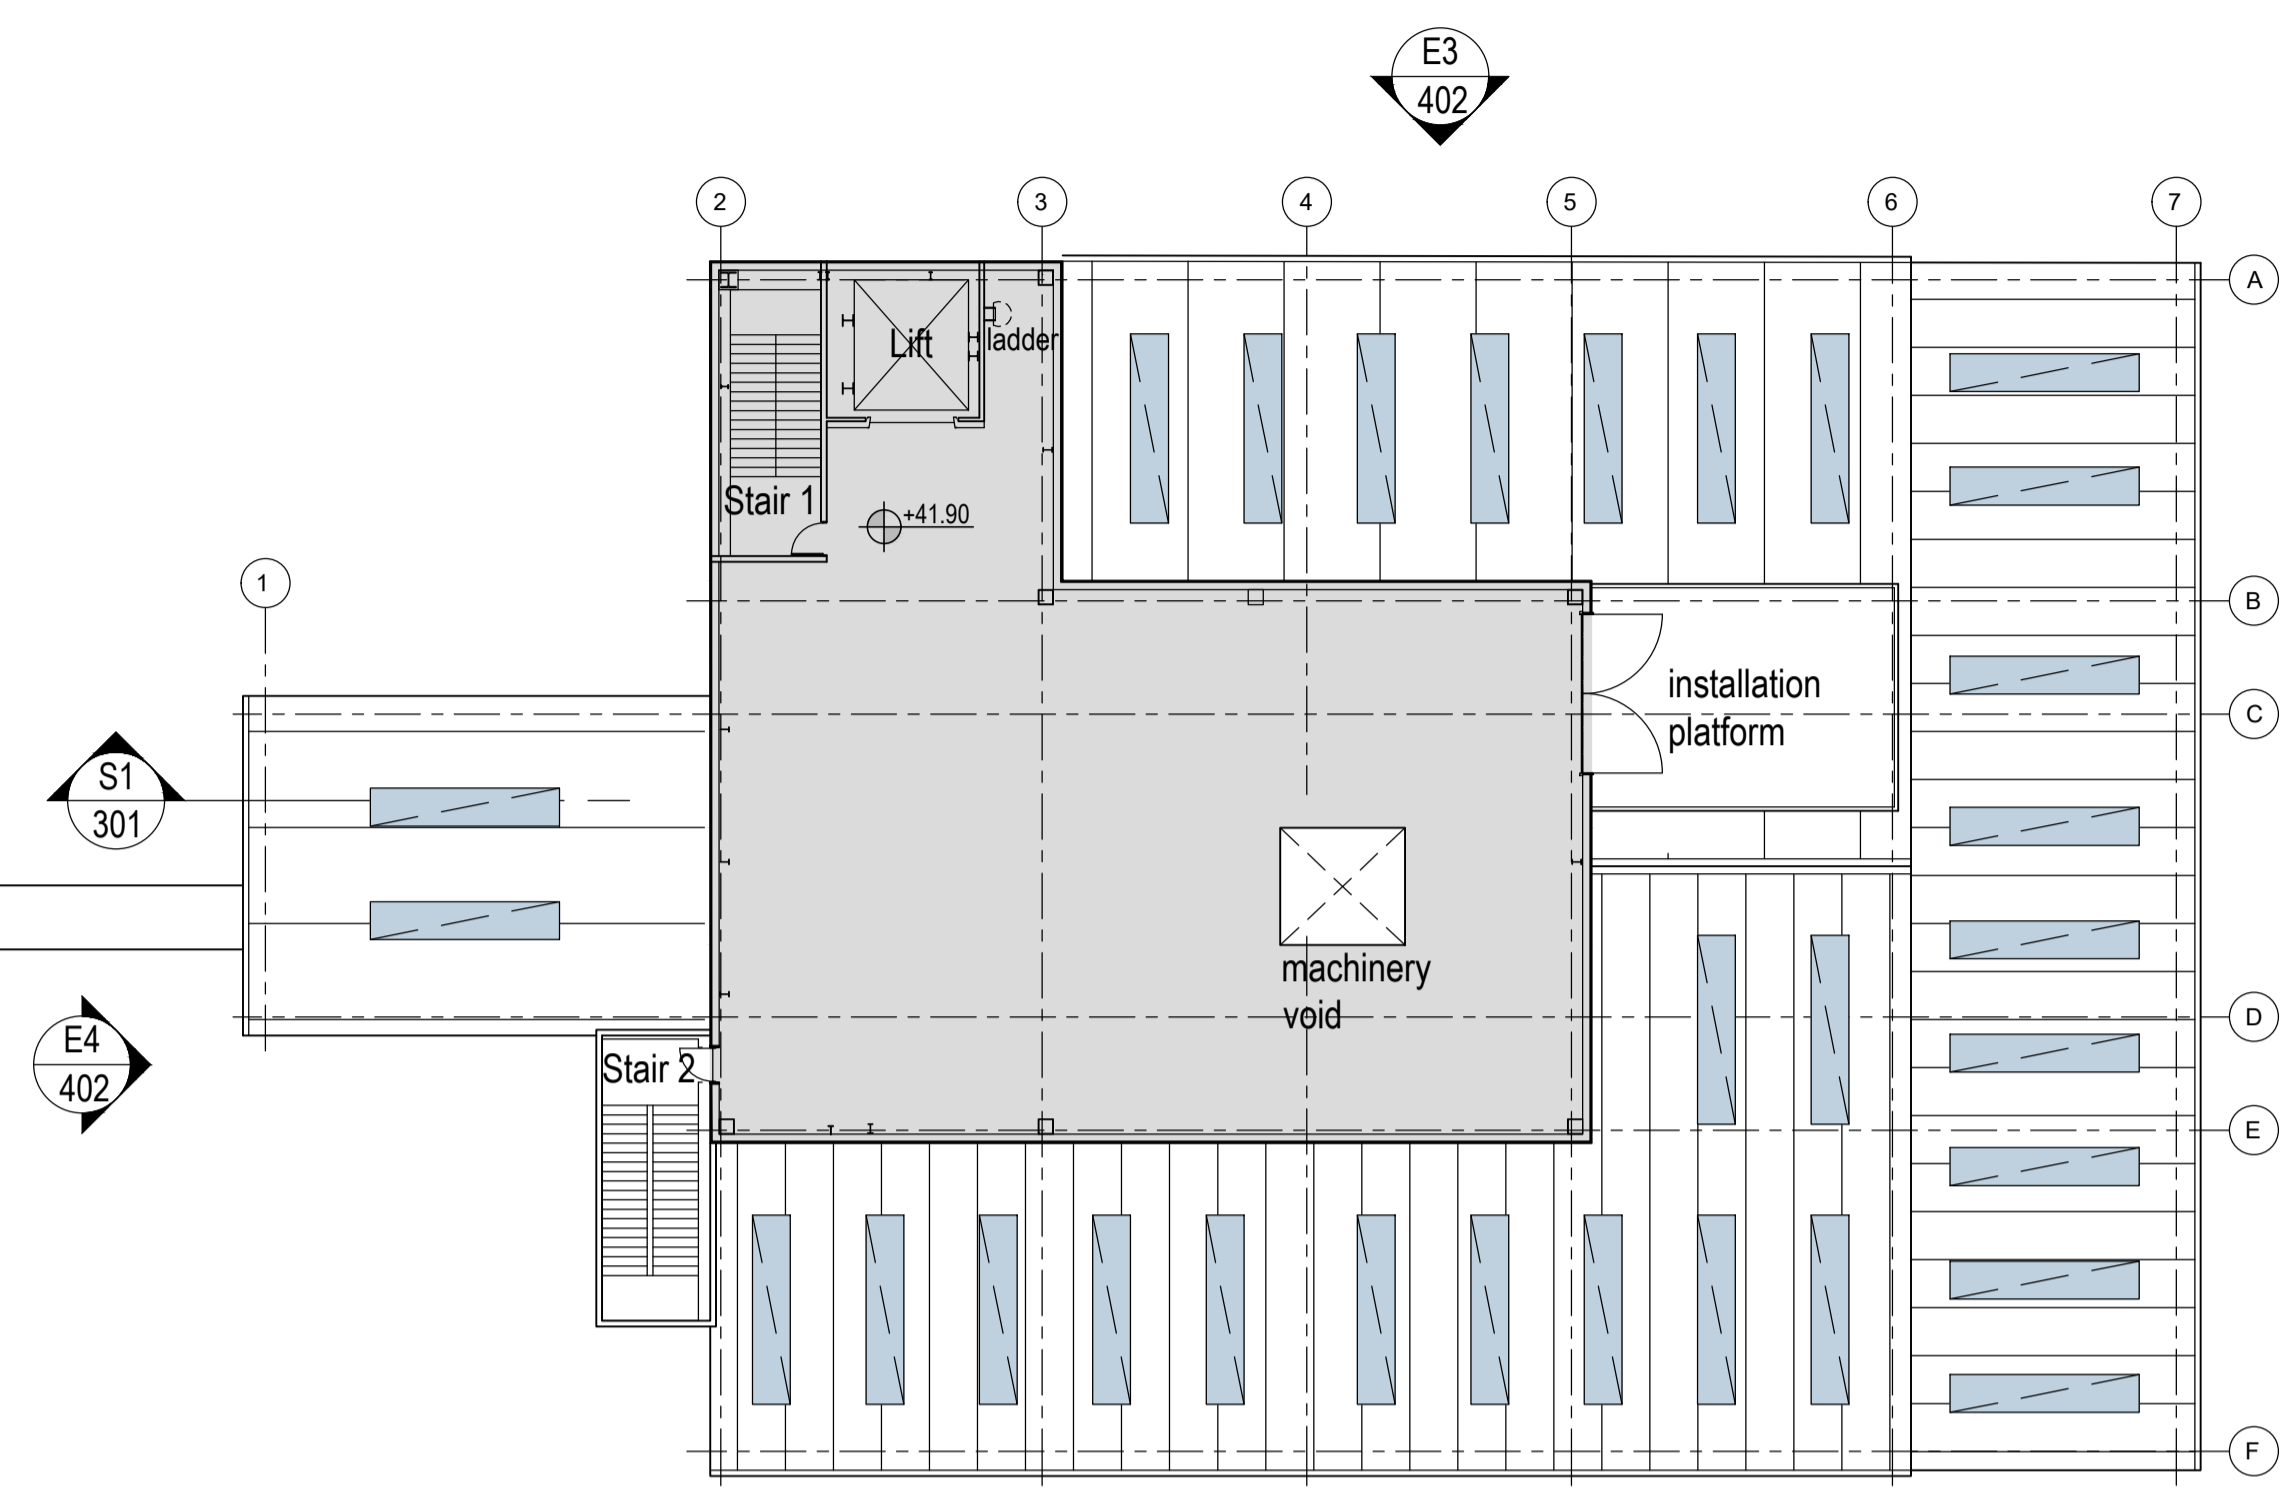 E3
402
2
3
4
5
6
7
A
Lift
ladder
Stair 1
+41.90
1
B
installation
platform
C
S1
301
machinery
void
D
E4
402
Stair 2
E
F